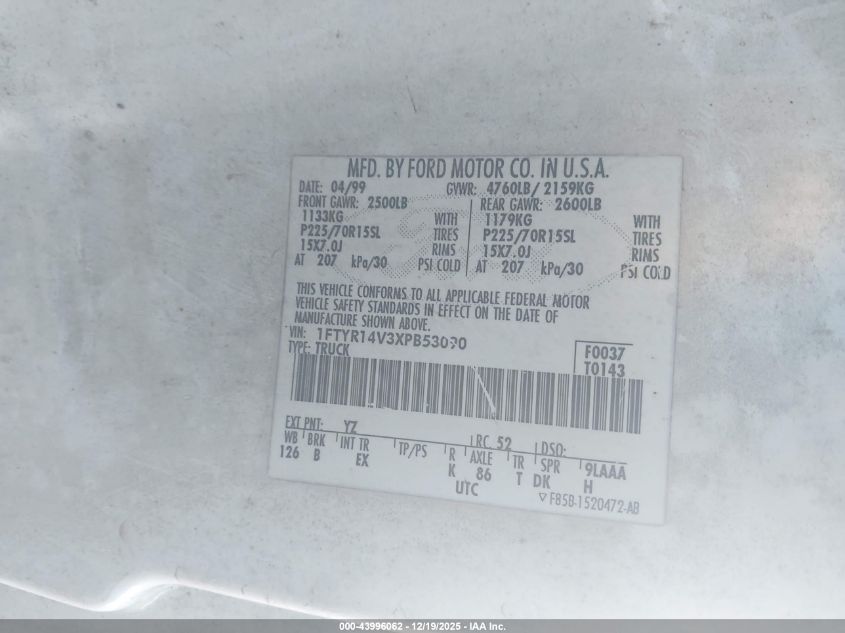 MFD. BY FORD MOTOR CO. IN U.S.A.
DATE: 04/99 GVWR: 4760LB/ 2159KG
FRONT GAWR: 2500LB REAR GAWR: 2600LB
1133KG WITH 1179KG WITH
P225/70R15SL TIRES P225/70R15SL TIRES
15X7.0J RIMS 15X7.0J RIMS
AT 207 kPa/30 PSI COLD AT 207 kPa/30 PSI COLD
THIS VEHICLE CONFORMS TO ALL APPLICABLE FEDERAL MOTOR
VEHICLE SAFETY STANDARDS IN EFFECT ON THE DATE OF
MANUFACTURE SHOWN ABOVE.
VIN: 1FTYR14V3XPB53090
TYPE: TRUCK
F0037
T0143
EXT PNT: YZ RC 52 DSO:
WB BRK INT TR TP/PS R AXLE TR SPR 9LAAA
126 B EX K 86 T DK H
UTC
F85B-1520472-AB
000-43996062 - 12/19/2025 - IAA Inc.